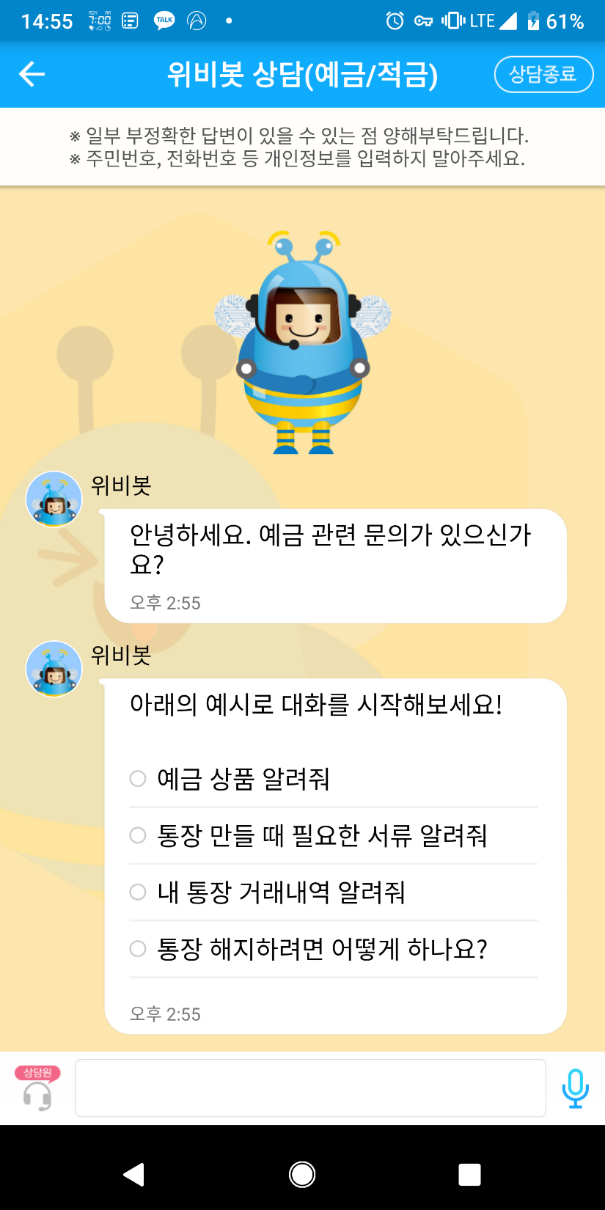 14:55 7:00 TALK LTE 61%
위비봇 상담(예금/적금) 상담종료
※ 일부 부정확한 답변이 있을 수 있는 점 양해부탁드립니다.
※ 주민번호, 전화번호 등 개인정보를 입력하지 말아주세요.
위비봇
안녕하세요. 예금 관련 문의가 있으신가
요?
오후 2:55
위비봇
아래의 예시로 대화를 시작해보세요!
예금 상품 알려줘
통장 만들 때 필요한 서류 알려줘
내 통장 거래내역 알려줘
통장 해지하려면 어떻게 하나요?
오후 2:55
상담원